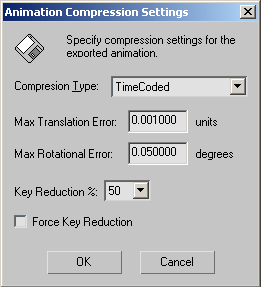 Animation Compression Settings
Specify compression settings for the
exported animation.
Compresion Type: TimeCoded
Max Translation Error: 0.001000 units
Max Rotational Error: 0.050000 degrees
Key Reduction %: 50
Force Key Reduction
OK Cancel